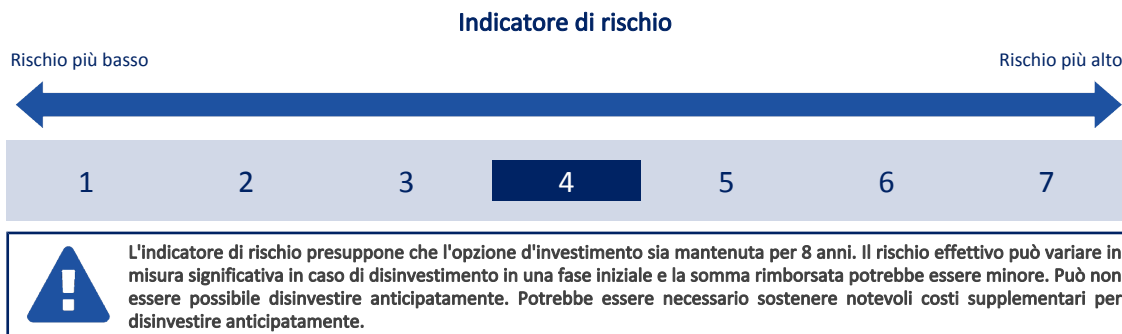 Indicatore di rischio
Rischio più basso
Rischio più alto
1 2 3 4 5 6 7
L'indicatore di rischio presuppone che l'opzione d'investimento sia mantenuta per 8 anni. Il rischio effettivo può variare in
misura significativa in caso di disinvestimento in una fase iniziale e la somma rimborsata potrebbe essere minore. Può non
essere possibile disinvestire anticipatamente. Potrebbe essere necessario sostenere notevoli costi supplementari per
disinvestire anticipatamente.